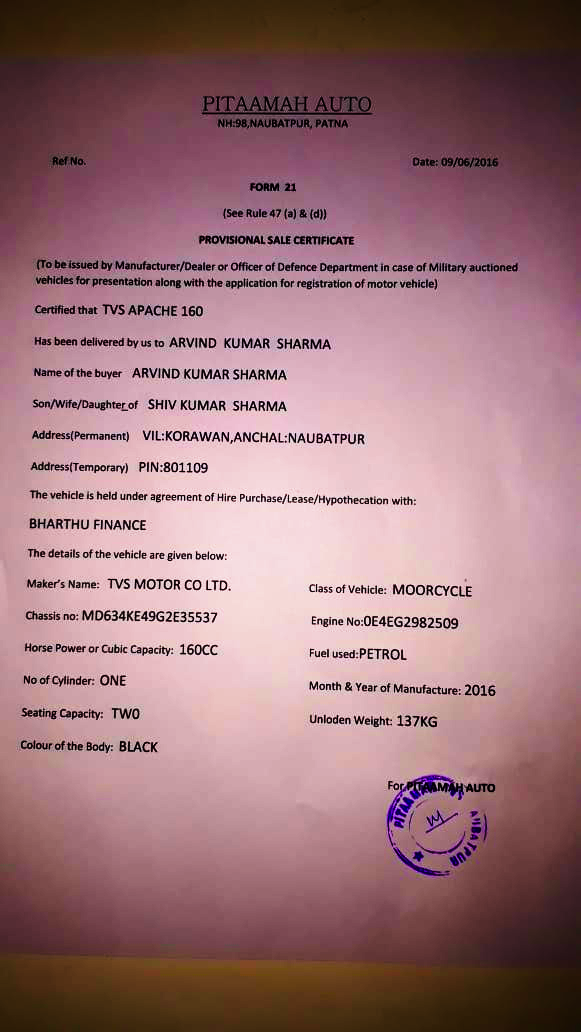 PITAAMAH AUTO
NH:98,NAUBATPUR, PATNA
Ref No. Date: 09/06/2016
FORM 21
(See Rule 47 (a) & (d))
PROVISIONAL SALE CERTIFICATE
(To be issued by Manufacturer/Dealer or Officer of Defence Department in case of Military auctioned
vehicles for presentation along with the application for registration of motor vehicle)
Certified that TVS APACHE 160
Has been delivered by us to ARVIND KUMAR SHARMA
Name of the buyer ARVIND KUMAR SHARMA
Son/Wife/Daughter of SHIV KUMAR SHARMA
Address(Permanent) VIL:KORAWAN,ANCHAL:NAUBATPUR
Address(Temporary) PIN:801109
The vehicle is held under agreement of Hire Purchase/Lease/Hypothecation with:
BHARTHU FINANCE
The details of the vehicle are given below:
Maker's Name: TVS MOTOR CO LTD. Class of Vehicle: MOORCYCLE
Chassis no: MD634KE49G2E35537 Engine No:0E4EG2982509
Horse Power or Cubic Capacity: 160CC Fuel used:PETROL
No of Cylinder: ONE Month & Year of Manufacture: 2016
Seating Capacity: TWO Unloden Weight: 137KG
Colour of the Body: BLACK
For PITAAMAH AUTO